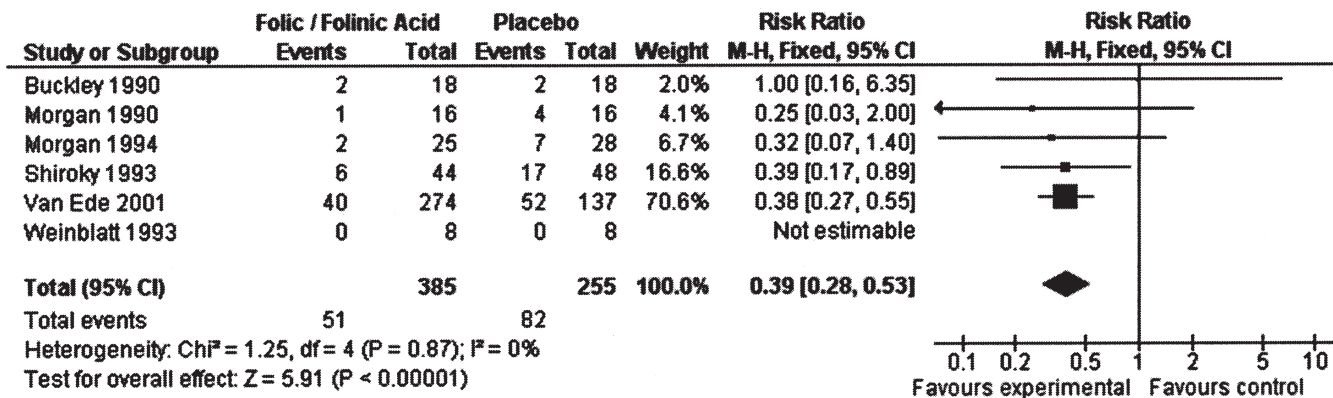 Folic / Folinic Acid Placebo Risk Ratio Risk Ratio
Study or Subgroup Events Total Events Total Weight M-H, Fixed, 95% CI M-H, Fixed, 95% CI
Buckley 1990 2 18 2 18 2.0% 1.00 [0.16, 6.35]
Morgan 1990 1 16 4 16 4.1% 0.25 [0.03, 2.00]
Morgan 1994 2 25 7 28 6.7% 0.32 [0.07, 1.40]
Shiroky 1993 6 44 17 48 16.6% 0.39 [0.17, 0.89]
Van Ede 2001 40 274 52 137 70.6% 0.38 [0.27, 0.55]
Weinblatt 1993 0 8 0 8 Not estimable
Total (95% CI) 385 255 100.0% 0.39 [0.28, 0.53]
Total events 51 82
Heterogeneity: Chi² = 1.25, df = 4 (P = 0.87); I² = 0%
Test for overall effect: Z = 5.91 (P < 0.00001)
0.1 0.2 0.5 1 2 5 10
Favours experimental Favours control